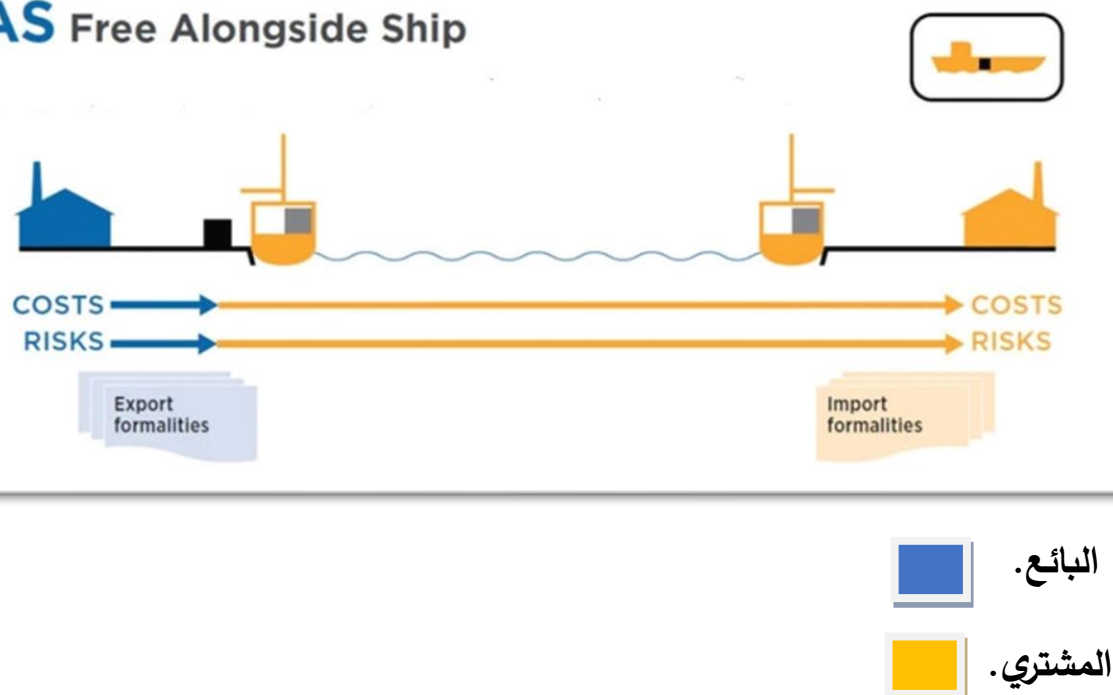 AS Free Alongside Ship
COSTS
COSTS
RISKS
RISKS
Export
formalities
Import
formalities
البائع.
المشتري.